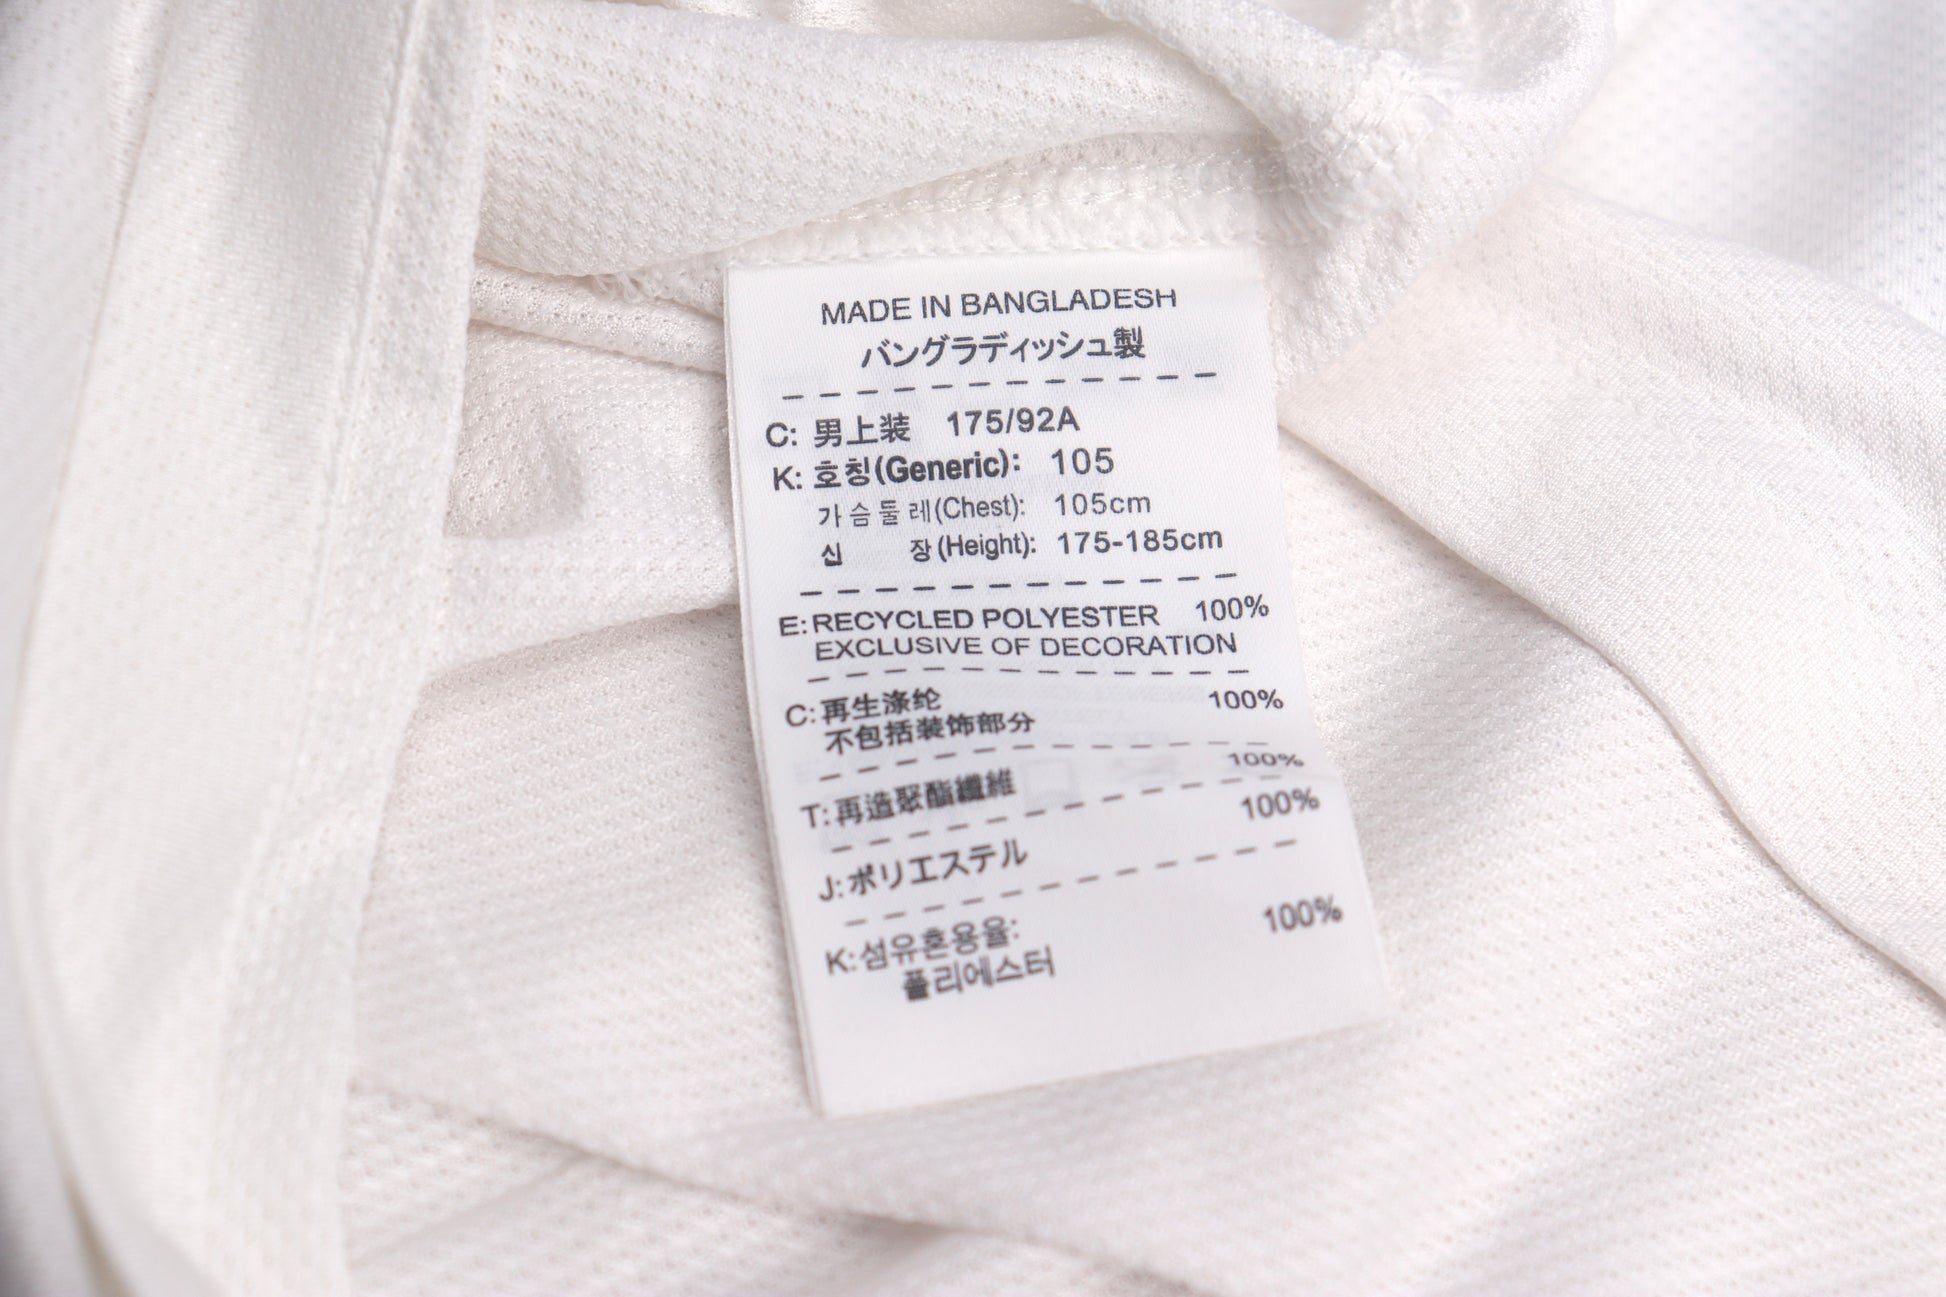 MADE IN BANGLADESH
バングラディッシュ製
C: 男上装 175/92A
K: 호칭(Generic): 105
가슴둘레(Chest): 105cm
신 장(Height): 175-185cm
E: RECYCLED POLYESTER 100%
EXCLUSIVE OF DECORATION
C: 再生涤纶 100%
不包括装饰部分
T: 再造聚酯纖維 100%
J: ポリエステル 100%
K: 섬유혼용율: 100%
폴리에스터